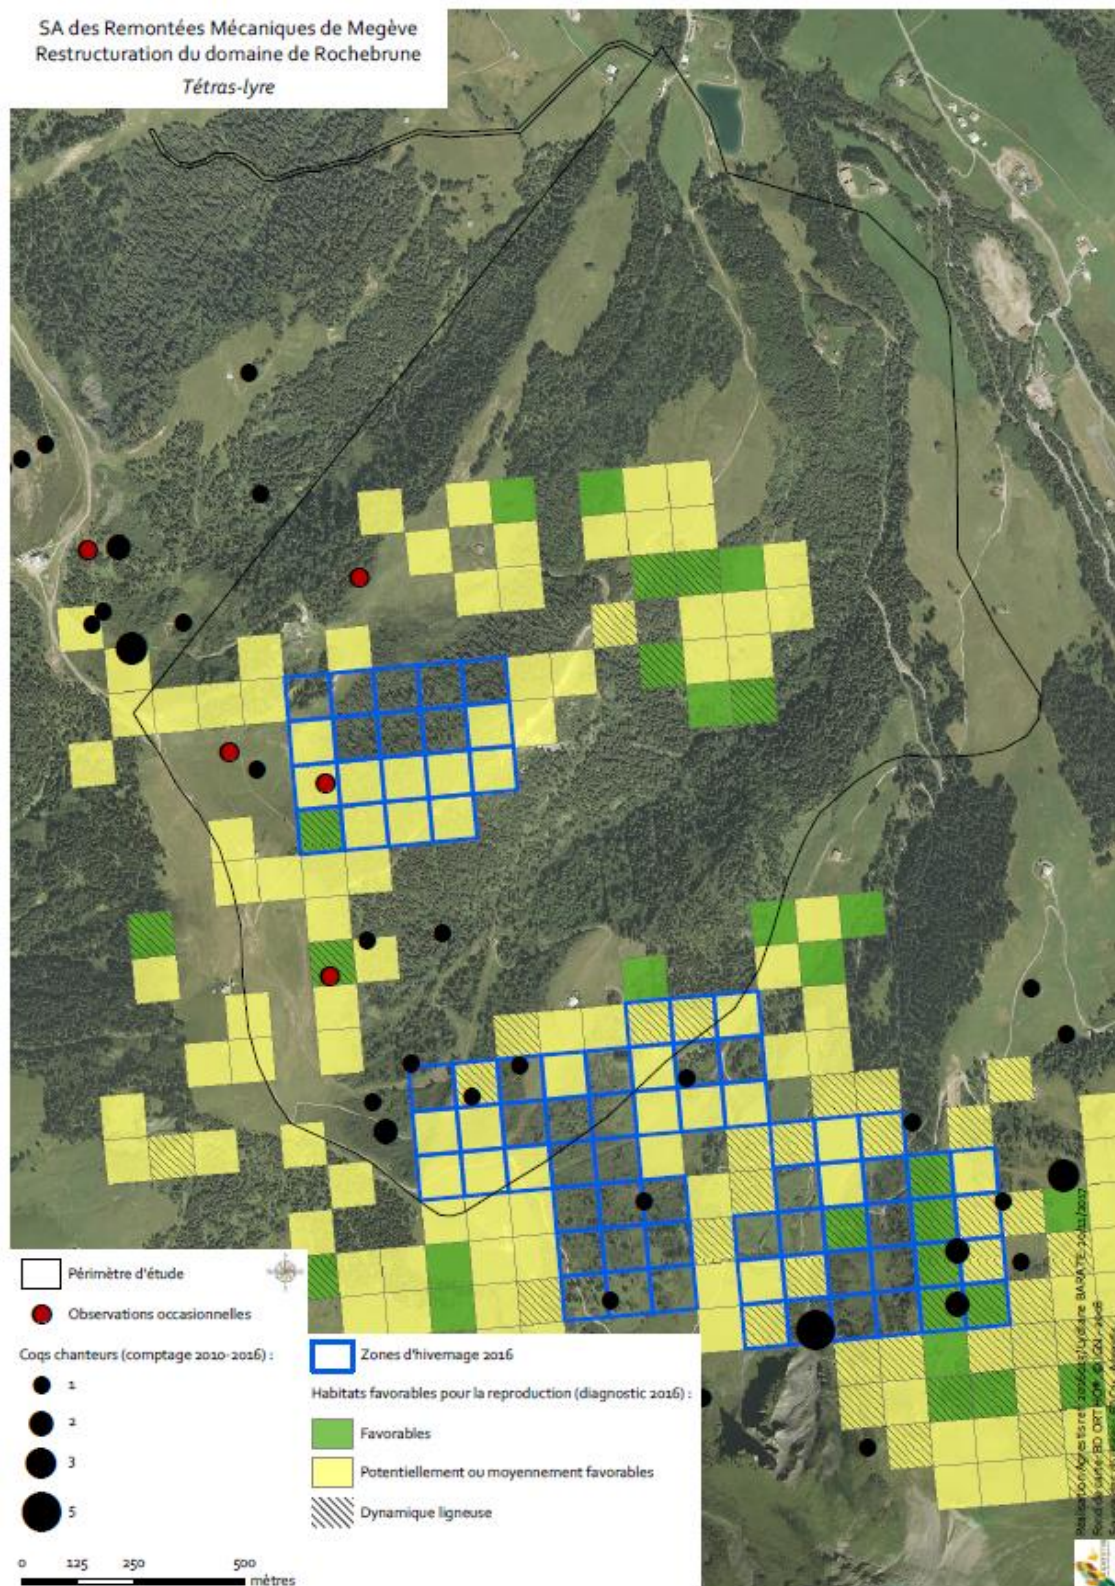 SA des Remontées Mécaniques de Megève
Restructuration du domaine de Rochebrune
Tétras-lyre
Périmètre d'étude
Observations occasionnelles
Coqs chanteurs (comptage 2010-2016) :
1
2
3
5
0 125 250 500
mètres
Zones d'hivernage 2016
Habitats favorables pour la reproduction (diagnostic 2016) :
Favorables
Potentiellement ou moyennement favorables
Dynamique ligneuse